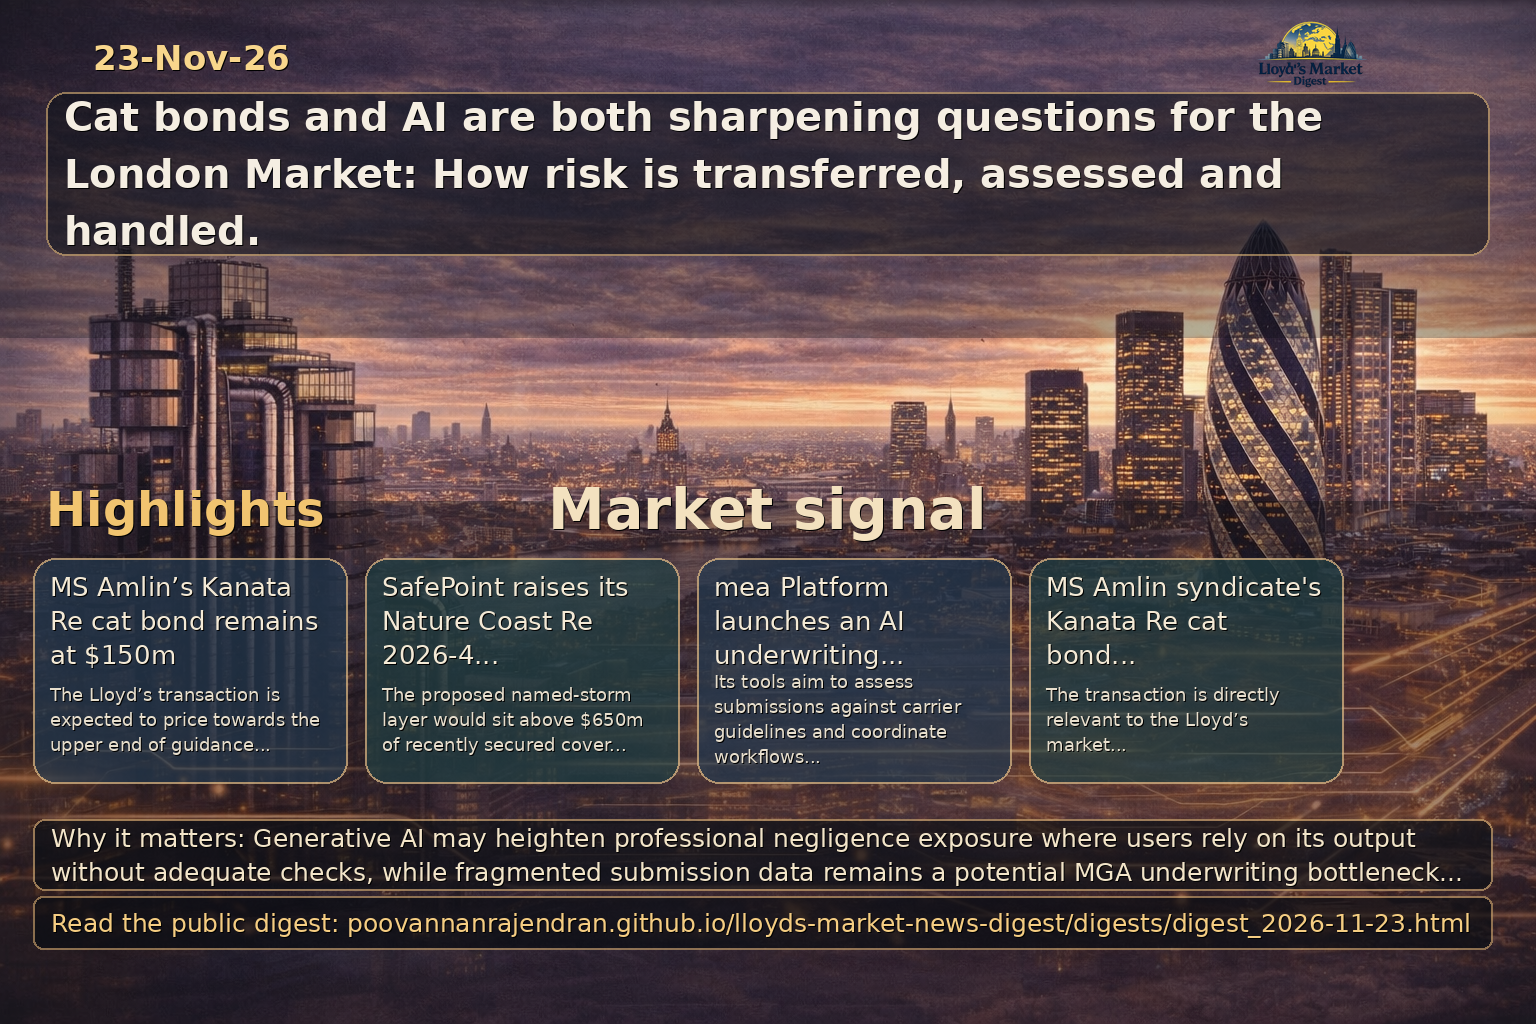 23-Nov-26
Lloyd's Market
Digest
Cat bonds and AI are both sharpening questions for the
London Market: How risk is transferred, assessed and
handled.
Highlights
Market signal
MS Amlin’s Kanata
Re cat bond remains
at $150m
The Lloyd’s transaction is
expected to price towards the
upper end of guidance...
SafePoint raises its
Nature Coast Re
2026-4...
The proposed named-storm
layer would sit above $650m
of recently secured cover...
mea Platform
launches an AI
underwriting...
Its tools aim to assess
submissions against carrier
guidelines and coordinate
workflows...
MS Amlin syndicate's
Kanata Re cat
bond...
The transaction is directly
relevant to the Lloyd’s
market...
Why it matters: Generative AI may heighten professional negligence exposure where users rely on its output
without adequate checks, while fragmented submission data remains a potential MGA underwriting bottleneck...
Read the public digest: poovannanrajendran.github.io/lloyds-market-news-digest/digests/digest_2026-11-23.html